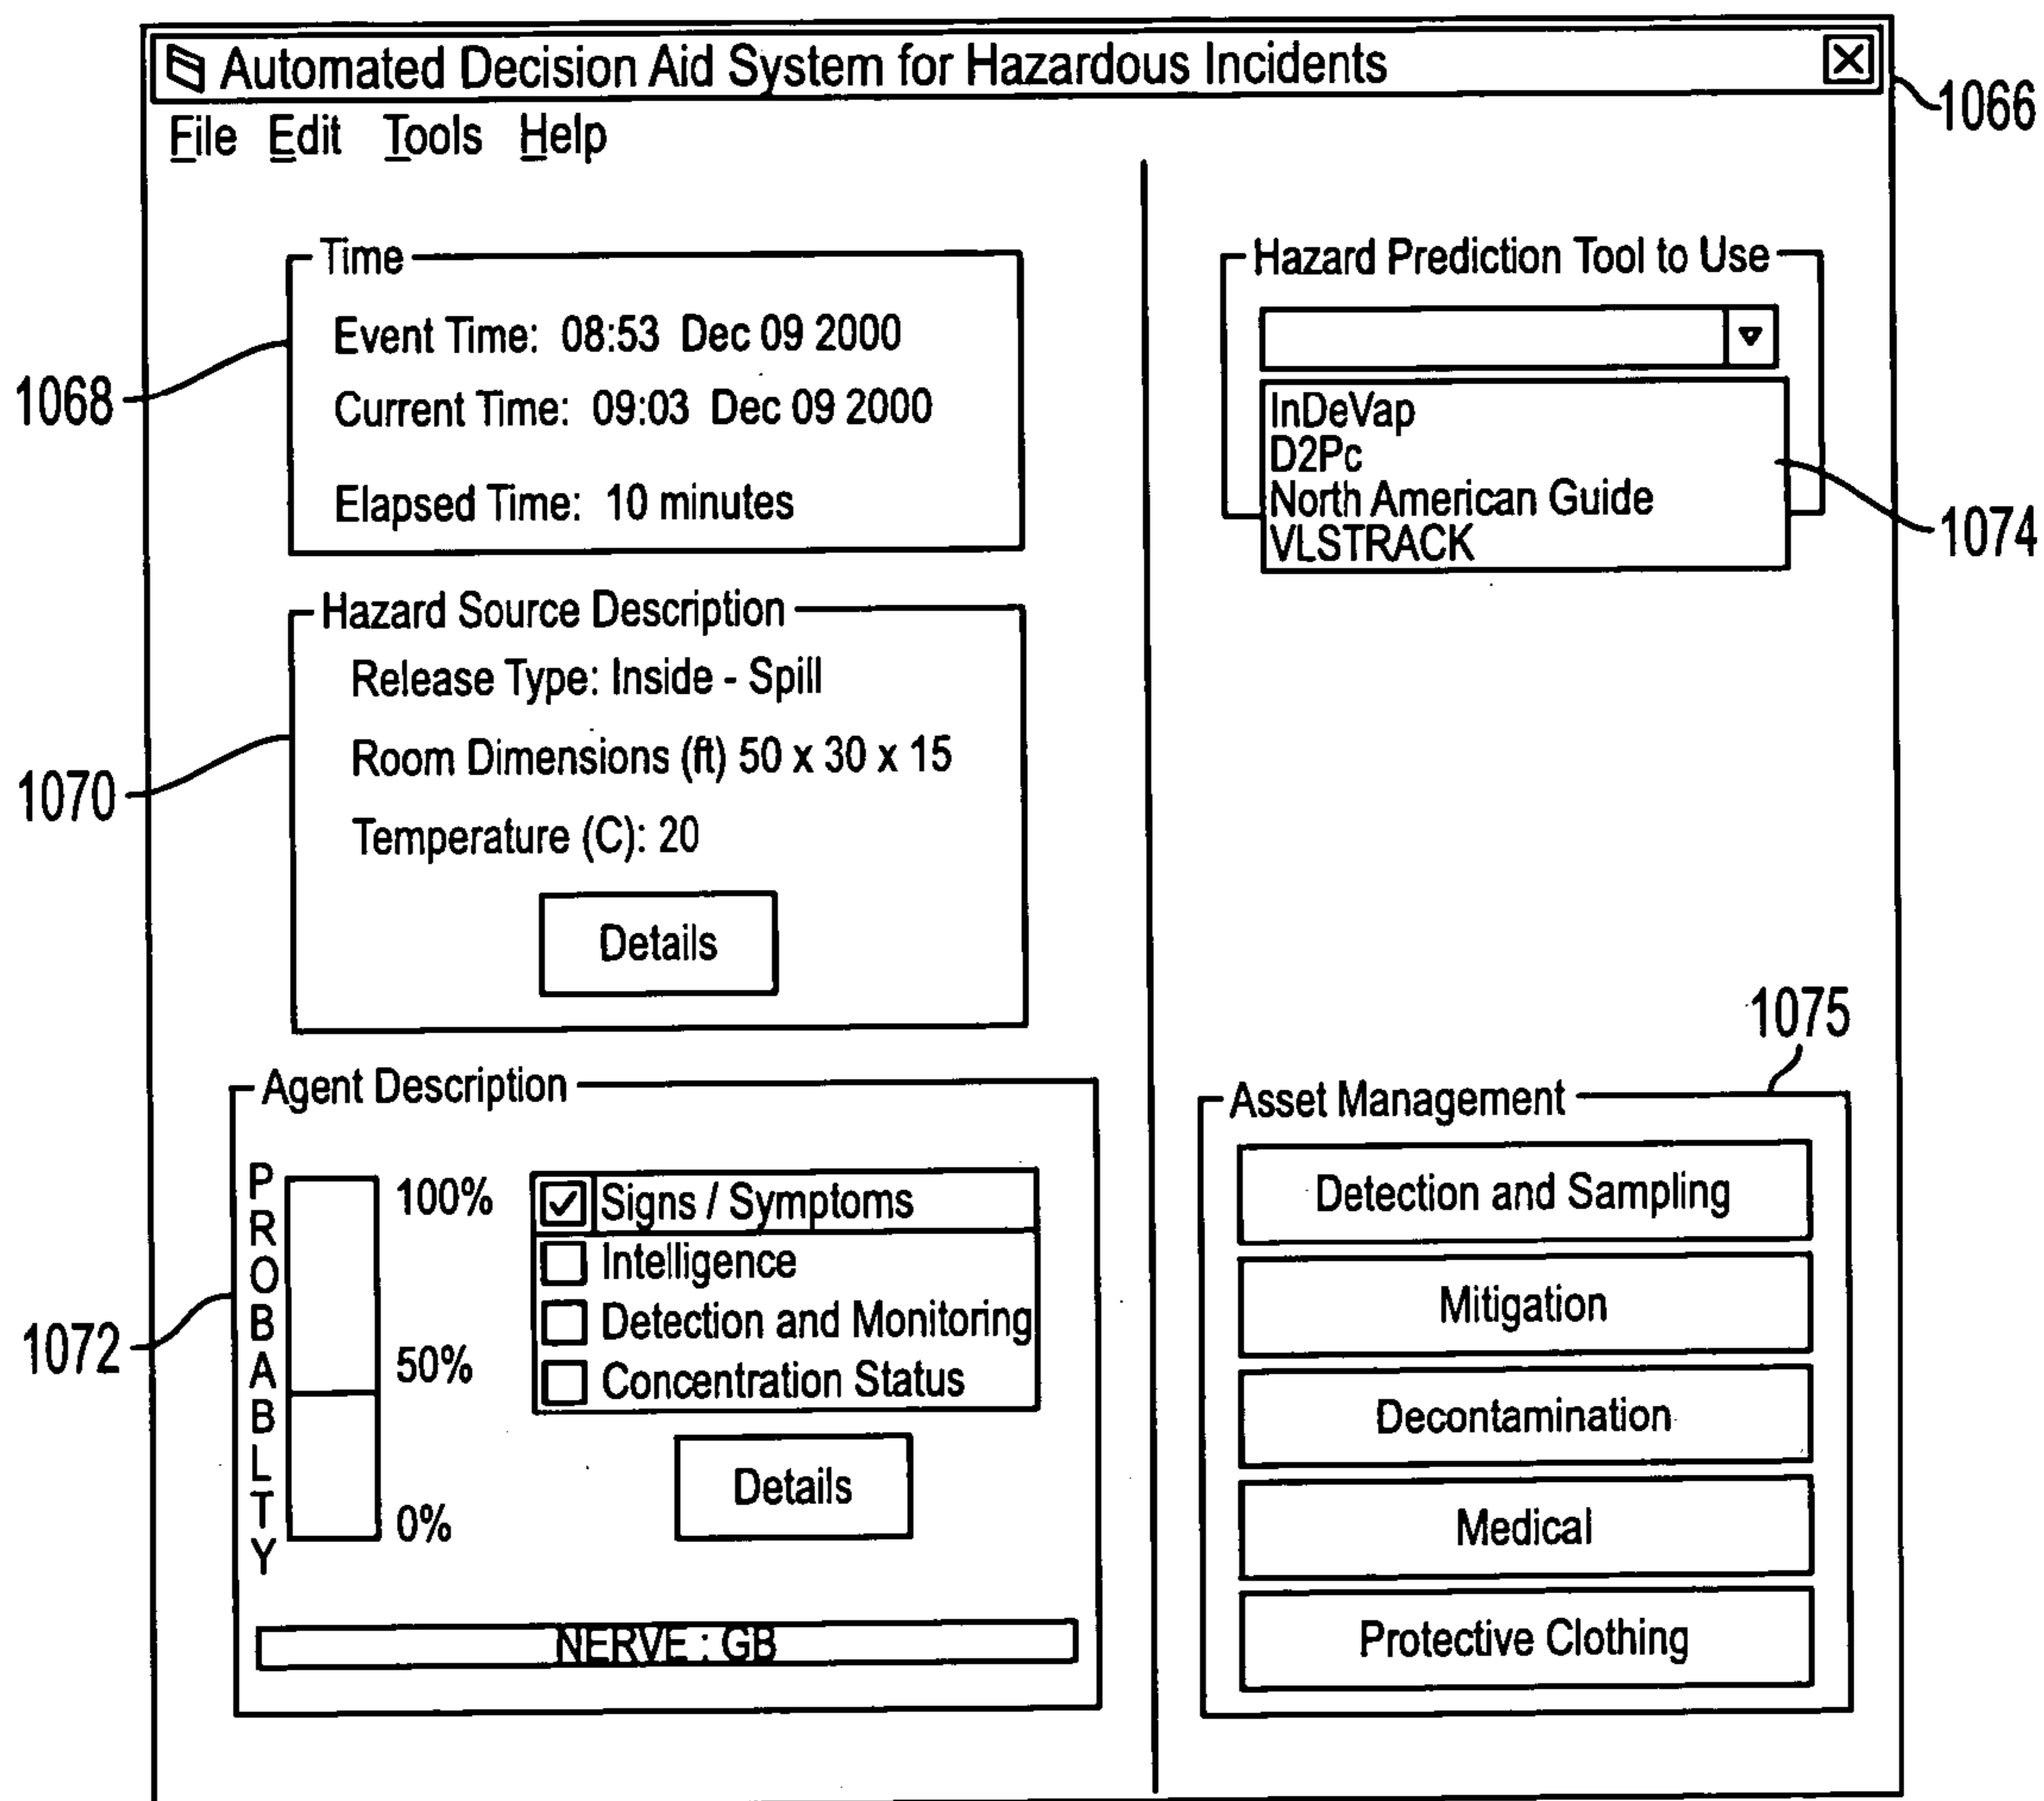 Automated Decision Aid System for Hazardous Incidents
1066
File Edit Tools Help
Time
Event Time: 08:53 Dec 09 2000
Current Time: 09:03 Dec 09 2000
Elapsed Time: 10 minutes
1068
Hazard Source Description
Release Type: Inside - Spill
Room Dimensions (ft) 50 x 30 x 15
Temperature (C): 20
Details
1070
Agent Description
PROBABLTY
100%
50%
0%
Signs / Symptoms
Intelligence
Detection and Monitoring
Concentration Status
Details
NERVE : GB
1072
Hazard Prediction Tool to Use
InDeVap
D2Pc
North American Guide
VLSTRACK
1074
1075
Asset Management
Detection and Sampling
Mitigation
Decontamination
Medical
Protective Clothing